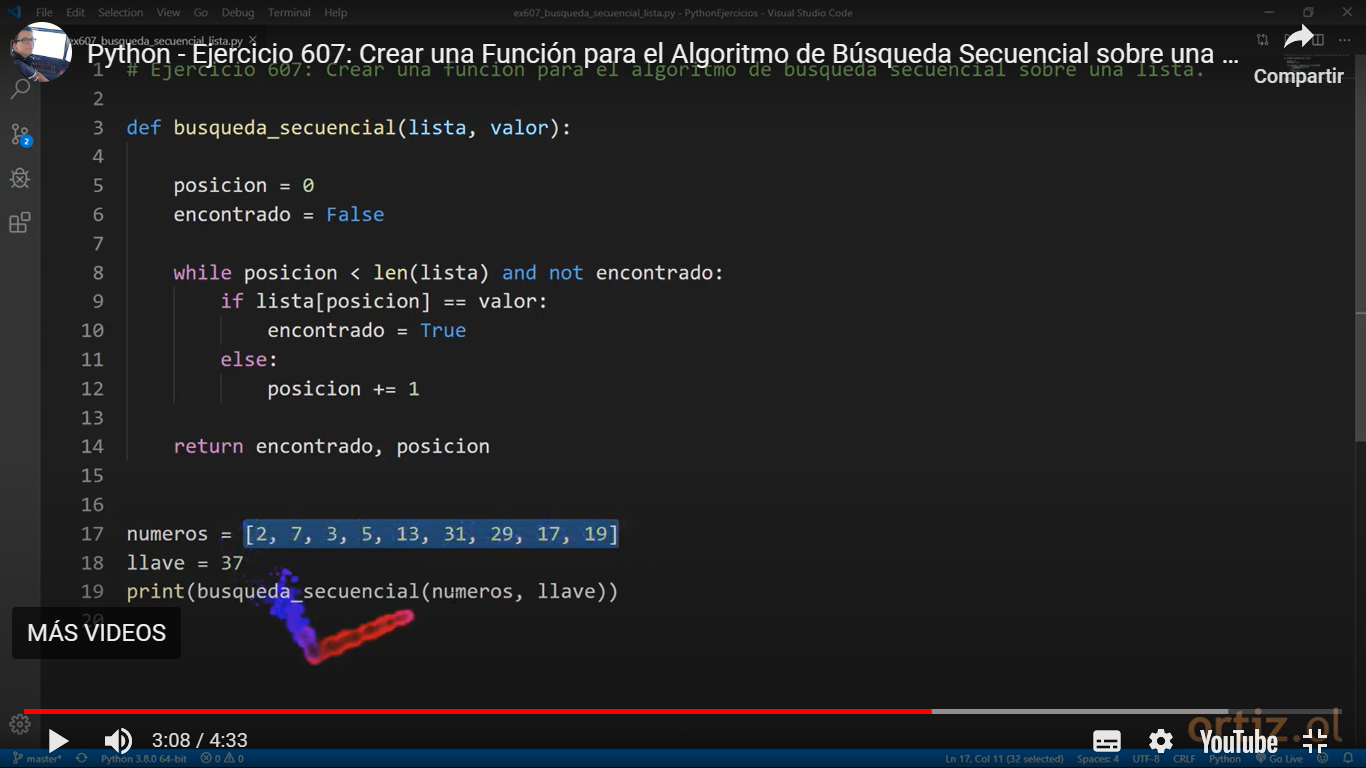 File Edit Selection View Go Debug Terminal Help
ex607_busqueda_secuencial_lista.py - PythonEjercicios - Visual Studio Code
ex607_busqueda_secuencial_lista.py
Python - Ejercicio 607: Crear una Función para el Algoritmo de Búsqueda Secuencial sobre una ...
Compartir
1 # Ejercicio 607: Crear una función para el algoritmo de búsqueda secuencial sobre una lista.
2
3 def busqueda_secuencial(lista, valor):
4
5 posicion = 0
6 encontrado = False
7
8 while posicion < len(lista) and not encontrado:
9 if lista[posicion] == valor:
10 encontrado = True
11 else:
12 posicion += 1
13
14 return encontrado, posicion
15
16
17 numeros = [2, 7, 3, 5, 13, 31, 29, 17, 19]
18 llave = 37
19 print(busqueda_secuencial(numeros, llave))
20
2
MÁS VIDEOS
ortiz.ol
3:08 / 4:33
YouTube
master* Python 3.8.0 64-bit 0 0 Ln 17, Col 11 (32 selected) Spaces: 4 UTF-8 CRLF Python Go Live